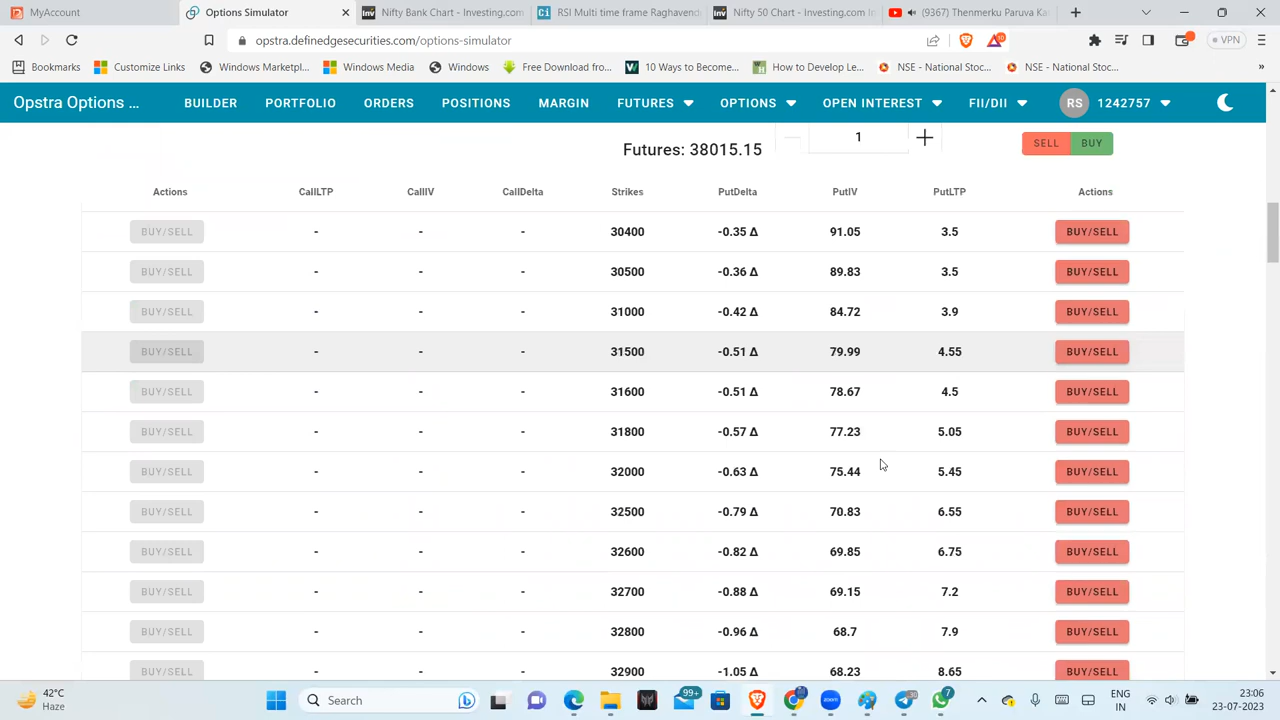 MyAccount
Options Simulator
Nifty Bank Chart - Investing.com
RSI Multi time frame Raghavend
Nifty 50 Chart - Investing.com In
(9367) Thenmerku Paruva Ka
opstra.definedgesecurities.com/options-simulator
10
VPN
Bookmarks
Customize Links
Windows Marketpl...
Windows Media
Windows
Free Download fro...
10 Ways to Become...
How to Develop Le...
NSE - National Stoc...
NSE - National Stoc...
»
Opstra Options ...
BUILDER
PORTFOLIO
ORDERS
POSITIONS
MARGIN
FUTURES
OPTIONS
OPEN INTEREST
FII/DII
RS
1242757
Futures: 38015.15
1
SELL
BUY
Actions CallLTP CallIV CallDelta Strikes PutDelta PutIV PutLTP Actions
BUY/SELL - - - 30400 -0.35 Δ 91.05 3.5 BUY/SELL
BUY/SELL - - - 30500 -0.36 Δ 89.83 3.5 BUY/SELL
BUY/SELL - - - 31000 -0.42 Δ 84.72 3.9 BUY/SELL
BUY/SELL - - - 31500 -0.51 Δ 79.99 4.55 BUY/SELL
BUY/SELL - - - 31600 -0.51 Δ 78.67 4.5 BUY/SELL
BUY/SELL - - - 31800 -0.57 Δ 77.23 5.05 BUY/SELL
BUY/SELL - - - 32000 -0.63 Δ 75.44 5.45 BUY/SELL
BUY/SELL - - - 32500 -0.79 Δ 70.83 6.55 BUY/SELL
BUY/SELL - - - 32600 -0.82 Δ 69.85 6.75 BUY/SELL
BUY/SELL - - - 32700 -0.88 Δ 69.15 7.2 BUY/SELL
BUY/SELL - - - 32800 -0.96 Δ 68.7 7.9 BUY/SELL
BUY/SELL - - - 32900 -1.05 Δ 68.23 8.65 BUY/SELL
42°C
Haze
Search
99+
zoom
30
7
ENG
IN
23:06
23-07-2023